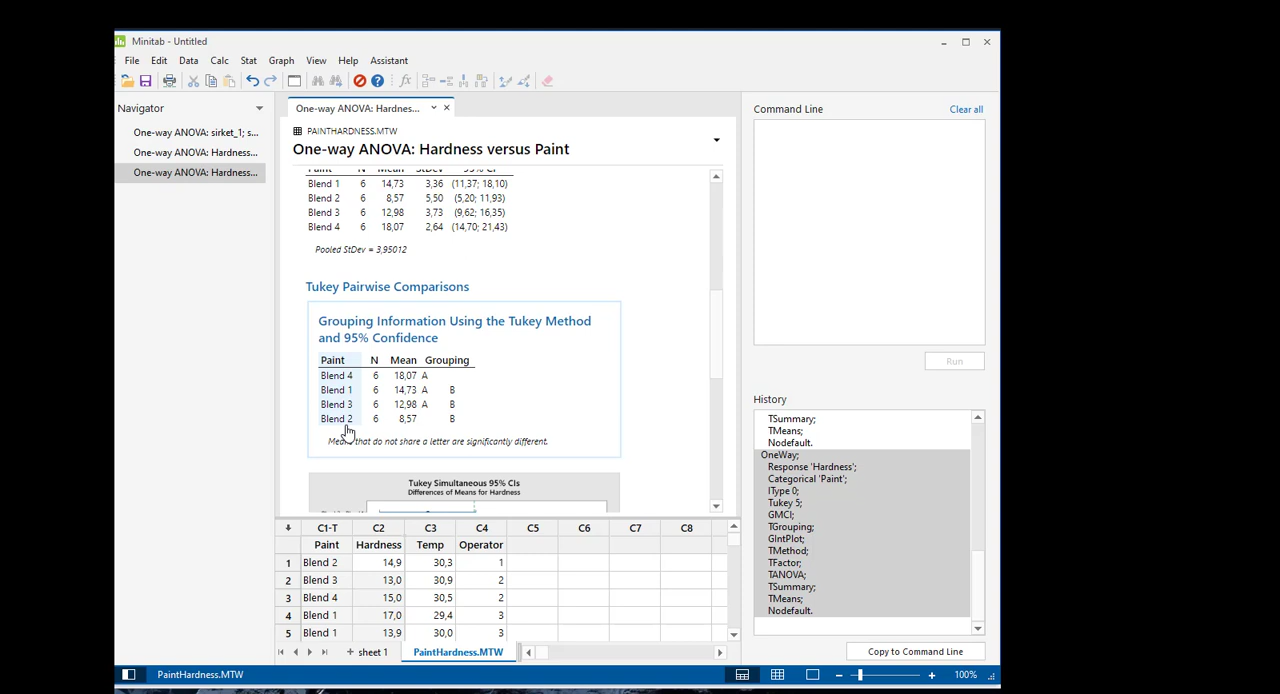 Minitab - Untitled
File Edit Data Calc Stat Graph View Help Assistant
Navigator
One-way ANOVA: sirket_1; s...
One-way ANOVA: Hardness...
One-way ANOVA: Hardness...
One-way ANOVA: Hardnes...
PAINTHARDNESS.MTW
One-way ANOVA: Hardness versus Paint
Paint N Mean StDev 95% CI
Blend 1 6 14,73 3,36 (11,37; 18,10)
Blend 2 6 8,57 5,50 (5,20; 11,93)
Blend 3 6 12,98 3,73 (9,62; 16,35)
Blend 4 6 18,07 2,64 (14,70; 21,43)
Pooled StDev = 3,95012
Tukey Pairwise Comparisons
Grouping Information Using the Tukey Method
and 95% Confidence
Paint N Mean Grouping
Blend 4 6 18,07 A
Blend 1 6 14,73 A B
Blend 3 6 12,98 A B
Blend 2 6 8,57 B
Means that do not share a letter are significantly different.
Tukey Simultaneous 95% CIs
Differences of Means for Hardness
C1-T C2 C3 C4 C5 C6 C7 C8
Paint Hardness Temp Operator
1 Blend 2 14,9 30,3 1
2 Blend 3 13,0 30,9 2
3 Blend 4 15,0 30,5 2
4 Blend 1 17,0 29,4 3
5 Blend 1 13,9 30,0 3
+ sheet 1 PAINTHARDNESS.MTW
Command Line Clear all
Run
History
TSummary;
TMeans;
Nodefault.
OneWay;
Response 'Hardness';
Categorical 'Paint';
IType 0;
Tukey 5;
GMCI;
TGrouping;
GIntPlot;
TMethod;
TFactor;
TANOVA;
TSummary;
TMeans;
Nodefault.
Copy to Command Line
PaintHardness.MTW
100%